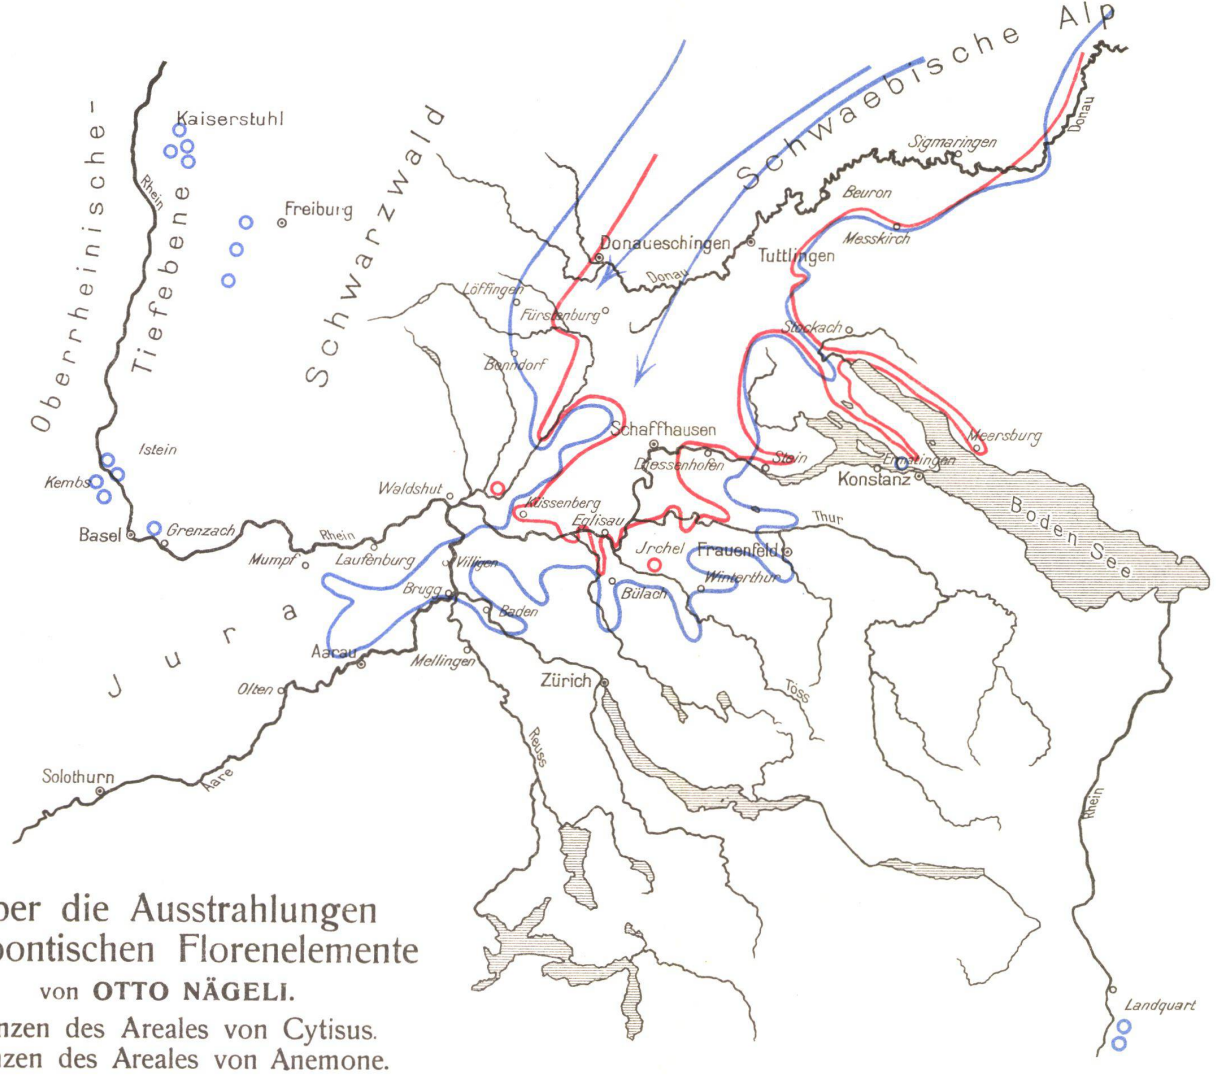 Schwaebische Alp
Kaiserstuhl
Oberrheinische-
Tiefebene
Rhein
Freiburg
Schwarzwald
Sigmaringen
Donau
Beuron
Messkirch
Donaueschingen
Tuttlingen
Donau
Löffingen
Fürstenburg
Stockach
Bonndorf
Schaffhausen
Diessenhofen
Stein
Meersburg
Ermatingen
Konstanz
Boden See
Istein
Kembs
Basel
Grenzach
Waldshut
Küssenberg
Eglisau
Thur
Rhein
Mumpf
Laufenburg
Villigen
Jrchel
Frauenfeld
Brugg
Bülach
Winterthur
Baden
Jura
Aarau
Mellingen
Olten
Zürich
Töss
Reuss
Solothurn
Aare
Rhein
Landquart
ber die Ausstrahlungen
pontischen Florenelemente
von OTTO NÄGELI.
nzen des Areales von Cytisus.
nzen des Areales von Anemone.